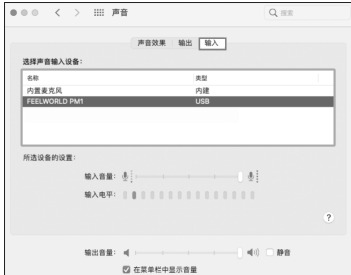 声音
搜索
声音效果 输出 输入
选择声音输入设备：
名称 类型
内置麦克风 内建
FEELWORLD PM1 USB
所选设备的设置：
输入音量：
输入电平：
?
输出音量： 静音
在菜单栏中显示音量